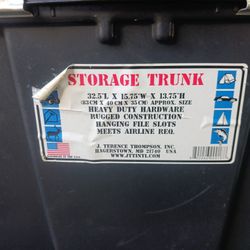 STORAGE TRUNK
32.5"L X 15.75"W X 13.75"H
(83CM X 40CM X 35CM) APPROX. SIZE
HEAVY DUTY HARDWARE
RUGGED CONSTRUCTION
HANGING FILE SLOTS
MEETS AIRLINE REQ.
J. TERENCE THOMPSON, INC.
HAGERSTOWN, MD 21740 USA
WWW.JTTINTL.COM